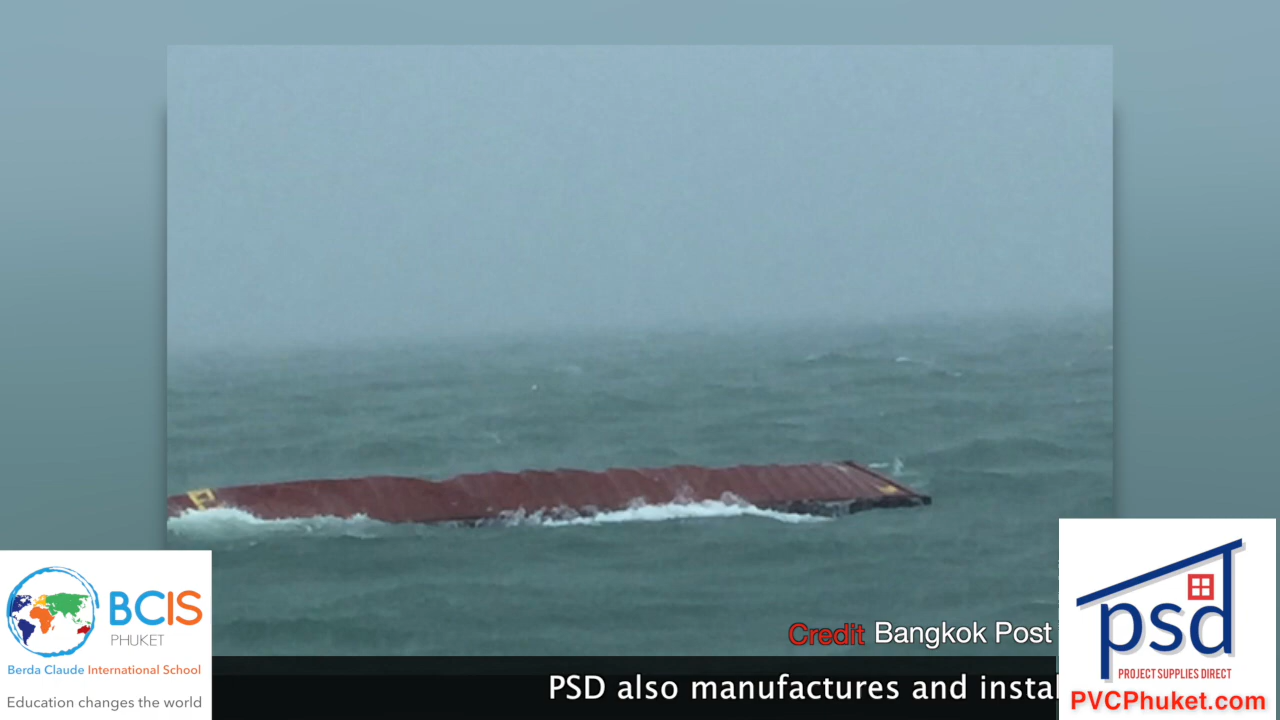 Credit Bangkok Post
BCIS
PHUKET
Berda Claude International School
Education changes the world
PSD also manufactures and instal
psd
PROJECT SUPPLIES DIRECT
PVCPhuket.com